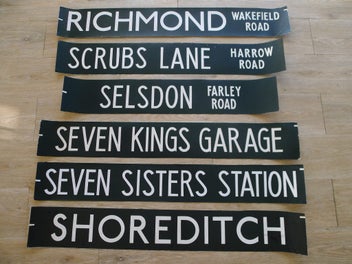 RICHMOND WAKEFIELD ROAD
SCRUBS LANE HARROW ROAD
SELSDON FARLEY ROAD
SEVEN KINGS GARAGE
SEVEN SISTERS STATION
SHOREDITCH